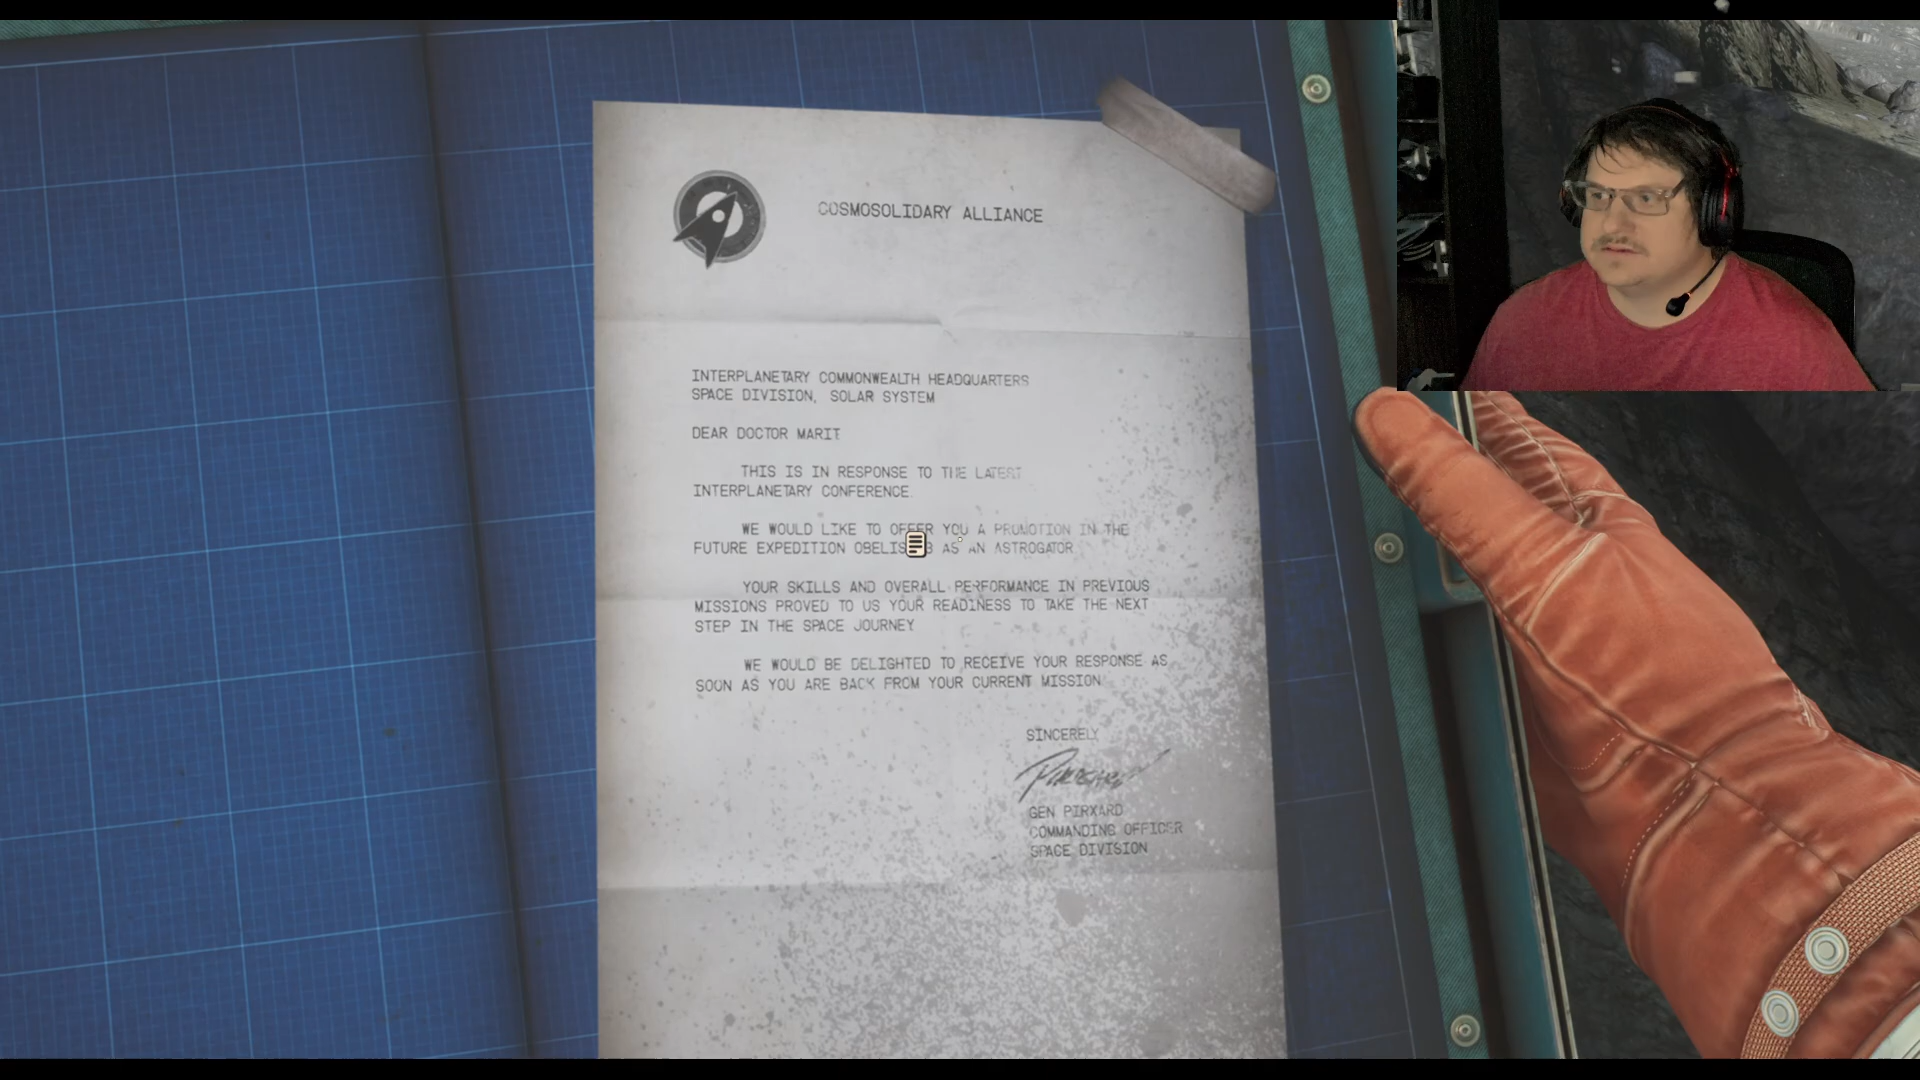 COSMOSOLIDARY ALLIANCE
INTERPLANETARY COMMONWEALTH HEADQUARTERS
SPACE DIVISION, SOLAR SYSTEM
DEAR DOCTOR MARIT
THIS IS IN RESPONSE TO THE LATEST
INTERPLANETARY CONFERENCE.
WE WOULD LIKE TO OFFER YOU A PROMOTION IN THE
FUTURE EXPEDITION AS AN ASTROGATOR.
YOUR SKILLS AND OVERALL PERFORMANCE IN PREVIOUS
MISSIONS PROVED TO US YOUR READINESS TO TAKE THE NEXT
STEP IN THE SPACE JOURNEY
WE WOULD BE DELIGHTED TO RECEIVE YOUR RESPONSE AS
SOON AS YOU ARE BACK FROM YOUR CURRENT MISSION
SINCERELY
GEN PIRXARD
COMMANDING OFFICER
SPACE DIVISION